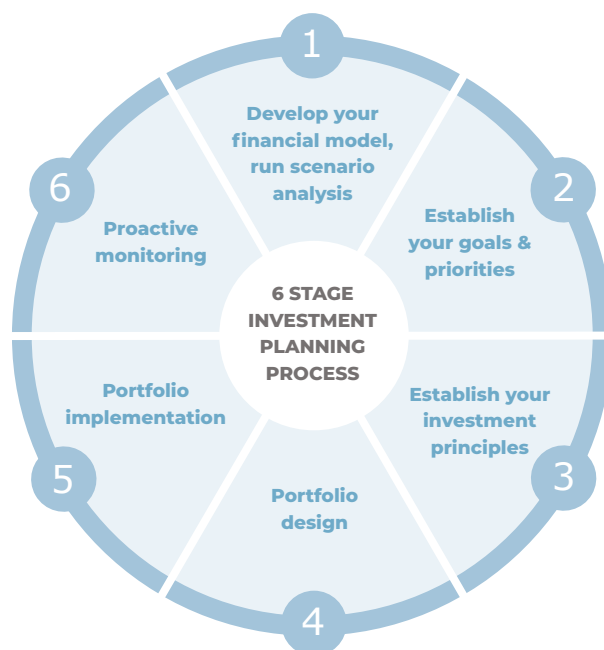 1
Develop your
financial model,
run scenario
analysis
2
Establish
your goals &
priorities
3
Establish your
investment
principles
4
Portfolio
design
5
Portfolio
implementation
6
Proactive
monitoring
6 STAGE
INVESTMENT
PLANNING
PROCESS